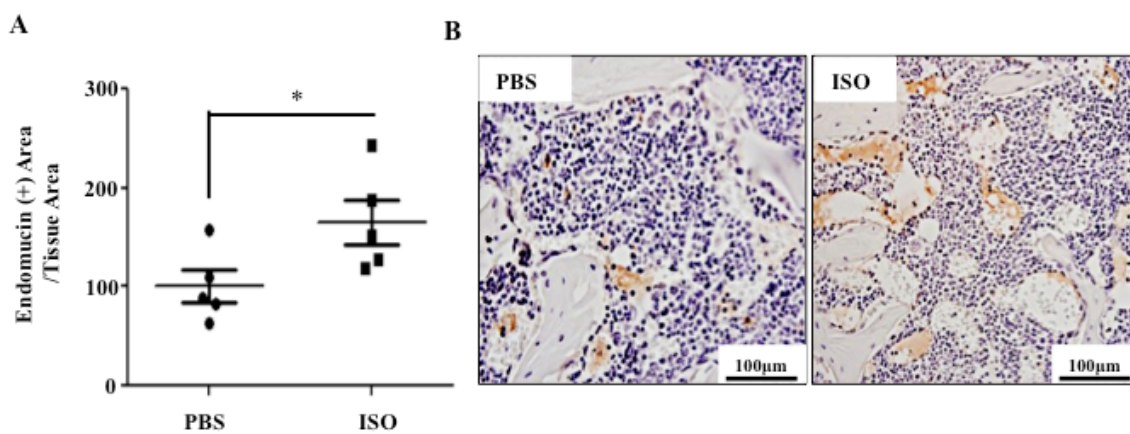 A
B
Endomucin (+) Area
/Tissue Area
300
200
100
0
*
PBS
ISO
PBS
100μm
ISO
100μm